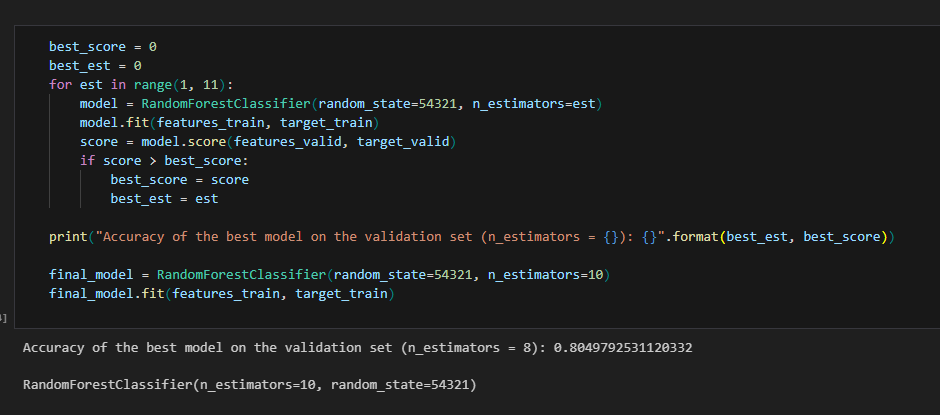 best_score = 0
best_est = 0
for est in range(1, 11):
    model = RandomForestClassifier(random_state=54321, n_estimators=est)
    model.fit(features_train, target_train)
    score = model.score(features_valid, target_valid)
    if score > best_score:
        best_score = score
        best_est = est

print("Accuracy of the best model on the validation set (n_estimators = {}): {}".format(best_est, best_score))

final_model = RandomForestClassifier(random_state=54321, n_estimators=10)
final_model.fit(features_train, target_train)
]
Accuracy of the best model on the validation set (n_estimators = 8): 0.8049792531120332

RandomForestClassifier(n_estimators=10, random_state=54321)